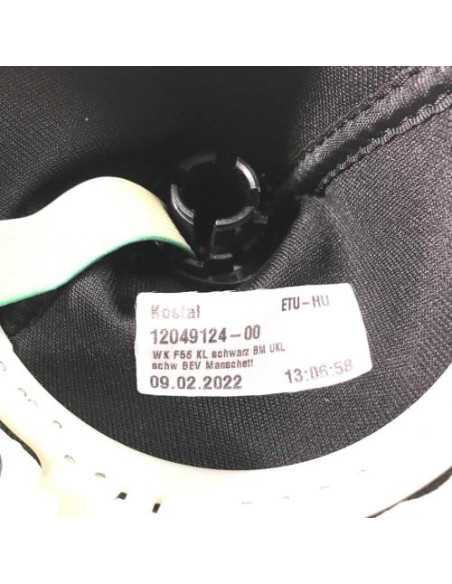 Kostal ETU-HU
12049124-00
WK F56 KL schwarz BM UKL
schw BEV Manschett
09.02.2022 13:06:58